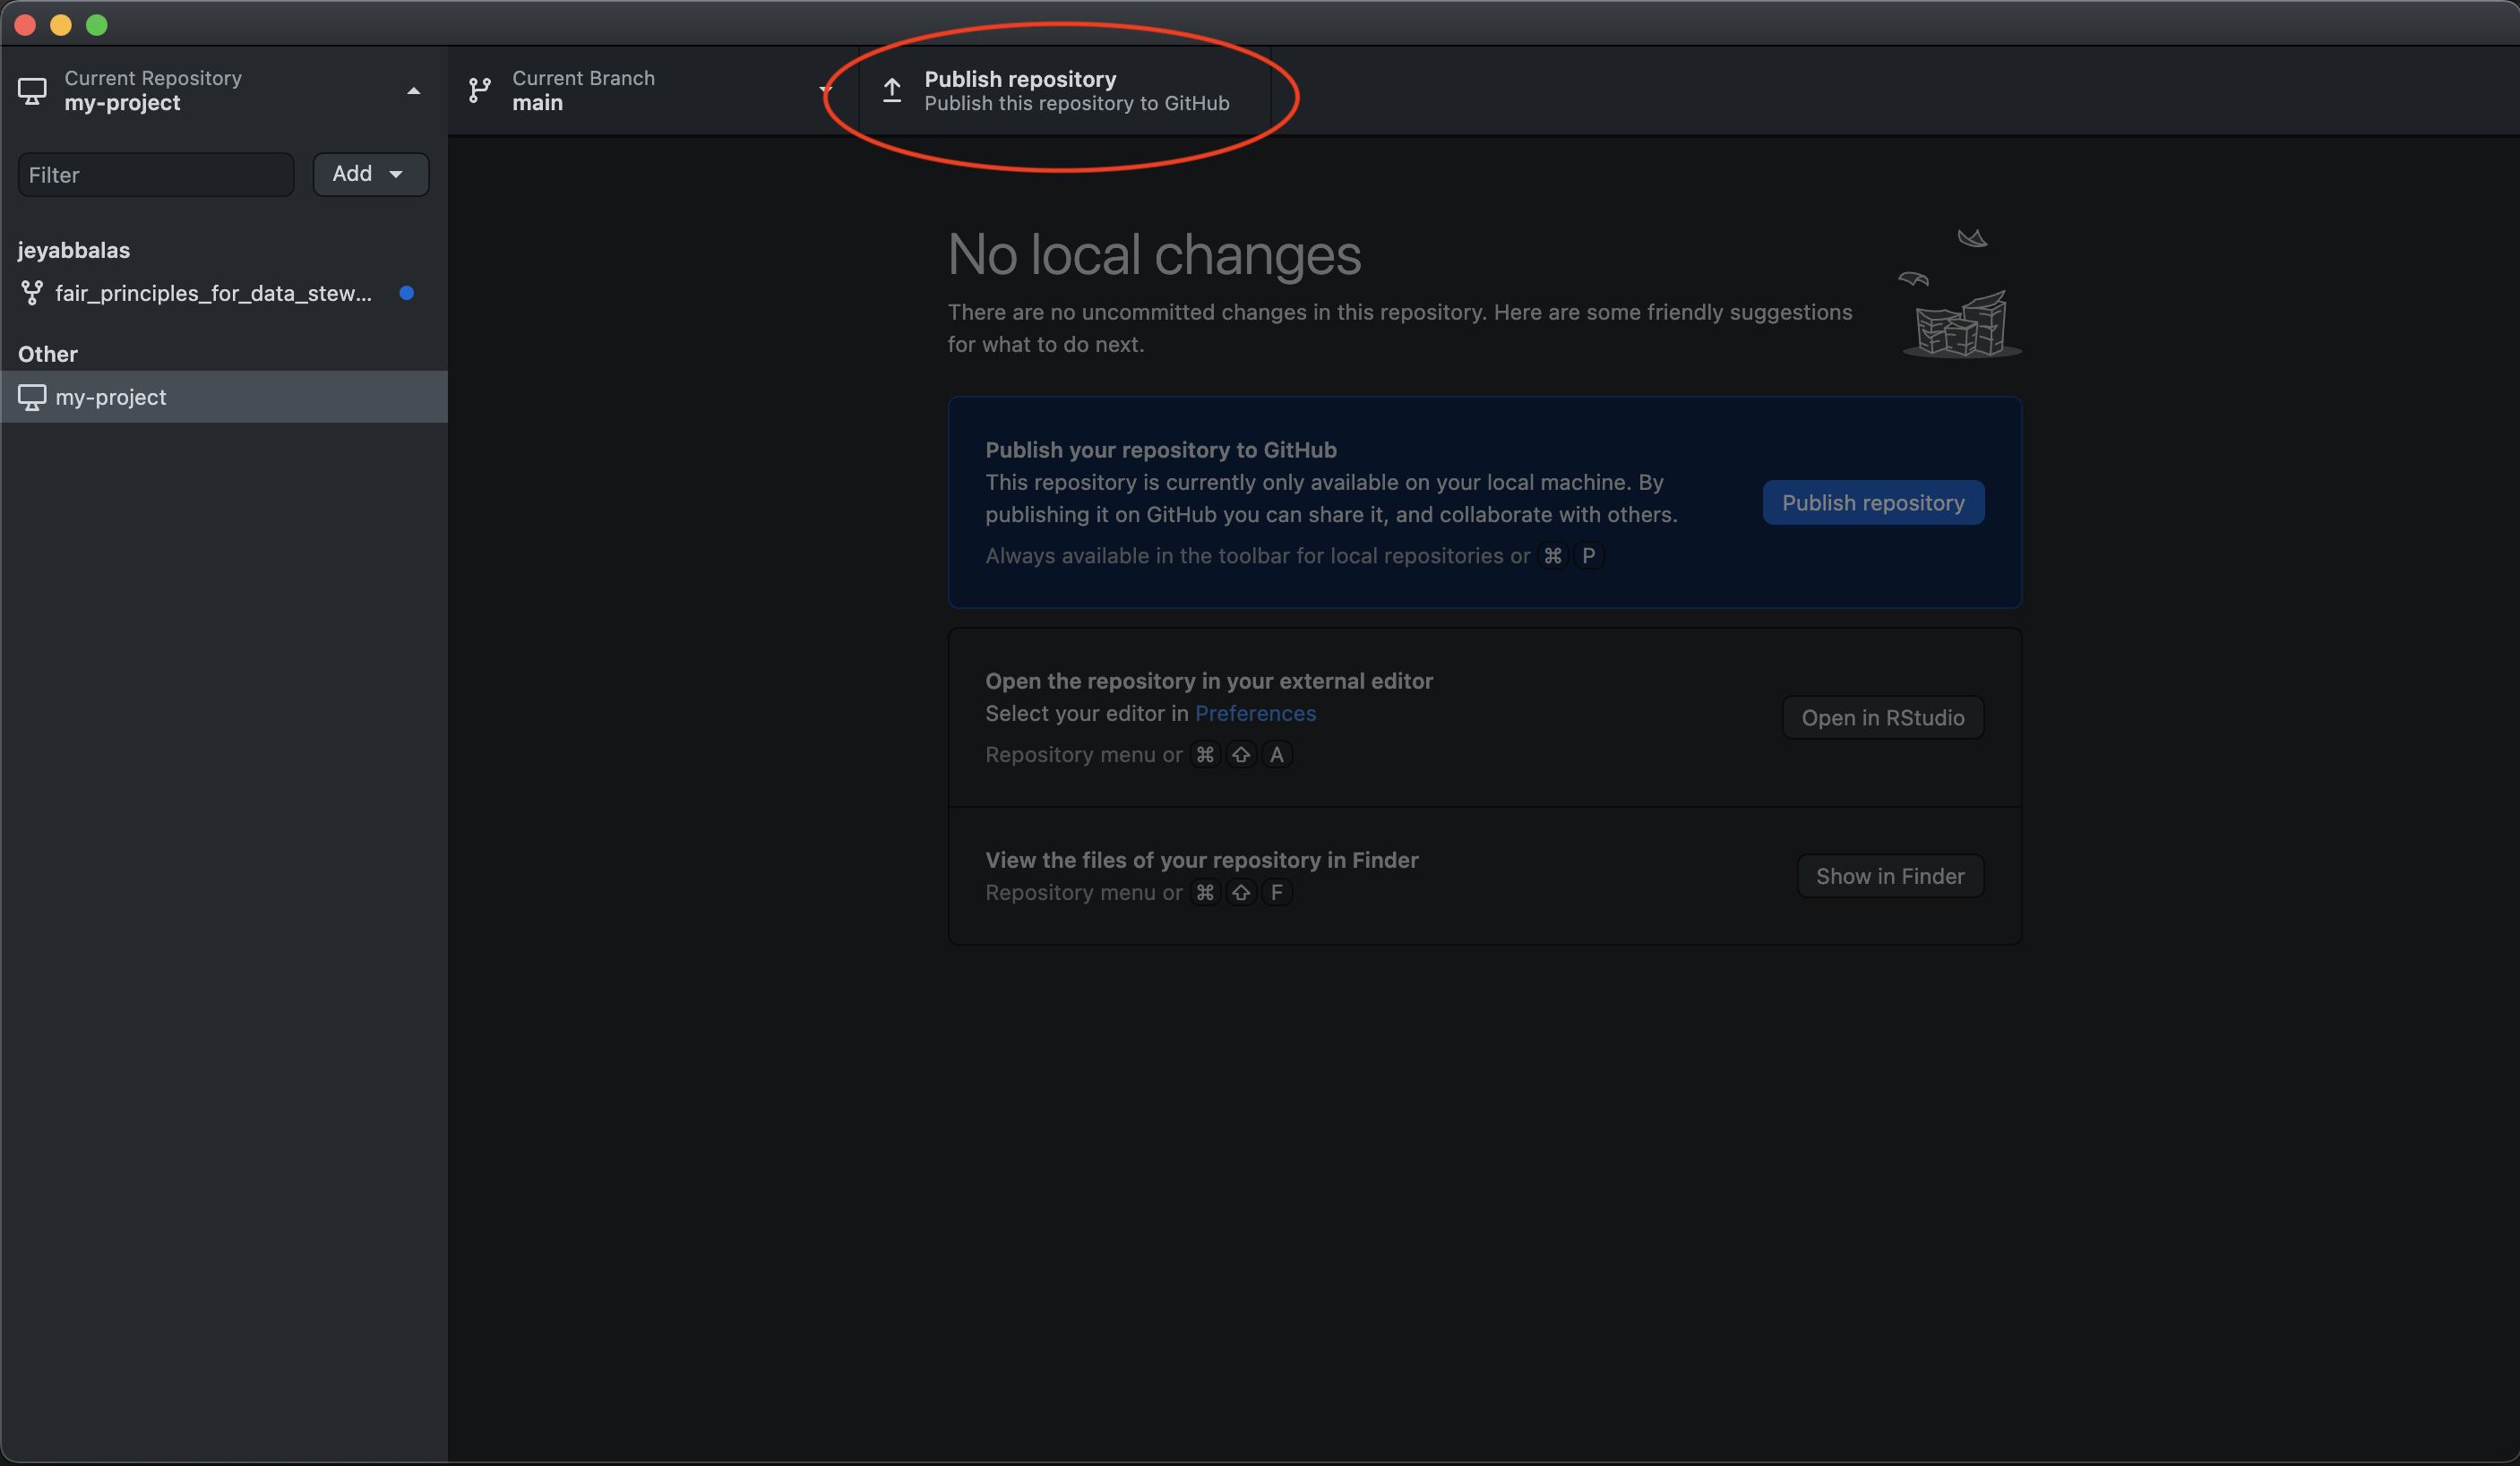 Current Repository
my-project
Current Branch
main
Publish repository
Publish this repository to GitHub
Filter
Add
jeyabbalas
fair_principles_for_data_stew...
Other
my-project
No local changes
There are no uncommitted changes in this repository. Here are some friendly suggestions
for what to do next.
Publish your repository to GitHub
This repository is currently only available on your local machine. By
publishing it on GitHub you can share it, and collaborate with others.
Always available in the toolbar for local repositories or ⌘ P
Publish repository
Open the repository in your external editor
Select your editor in Preferences
Repository menu or ⌘ ⇧ A
Open in RStudio
View the files of your repository in Finder
Repository menu or ⌘ ⇧ F
Show in Finder